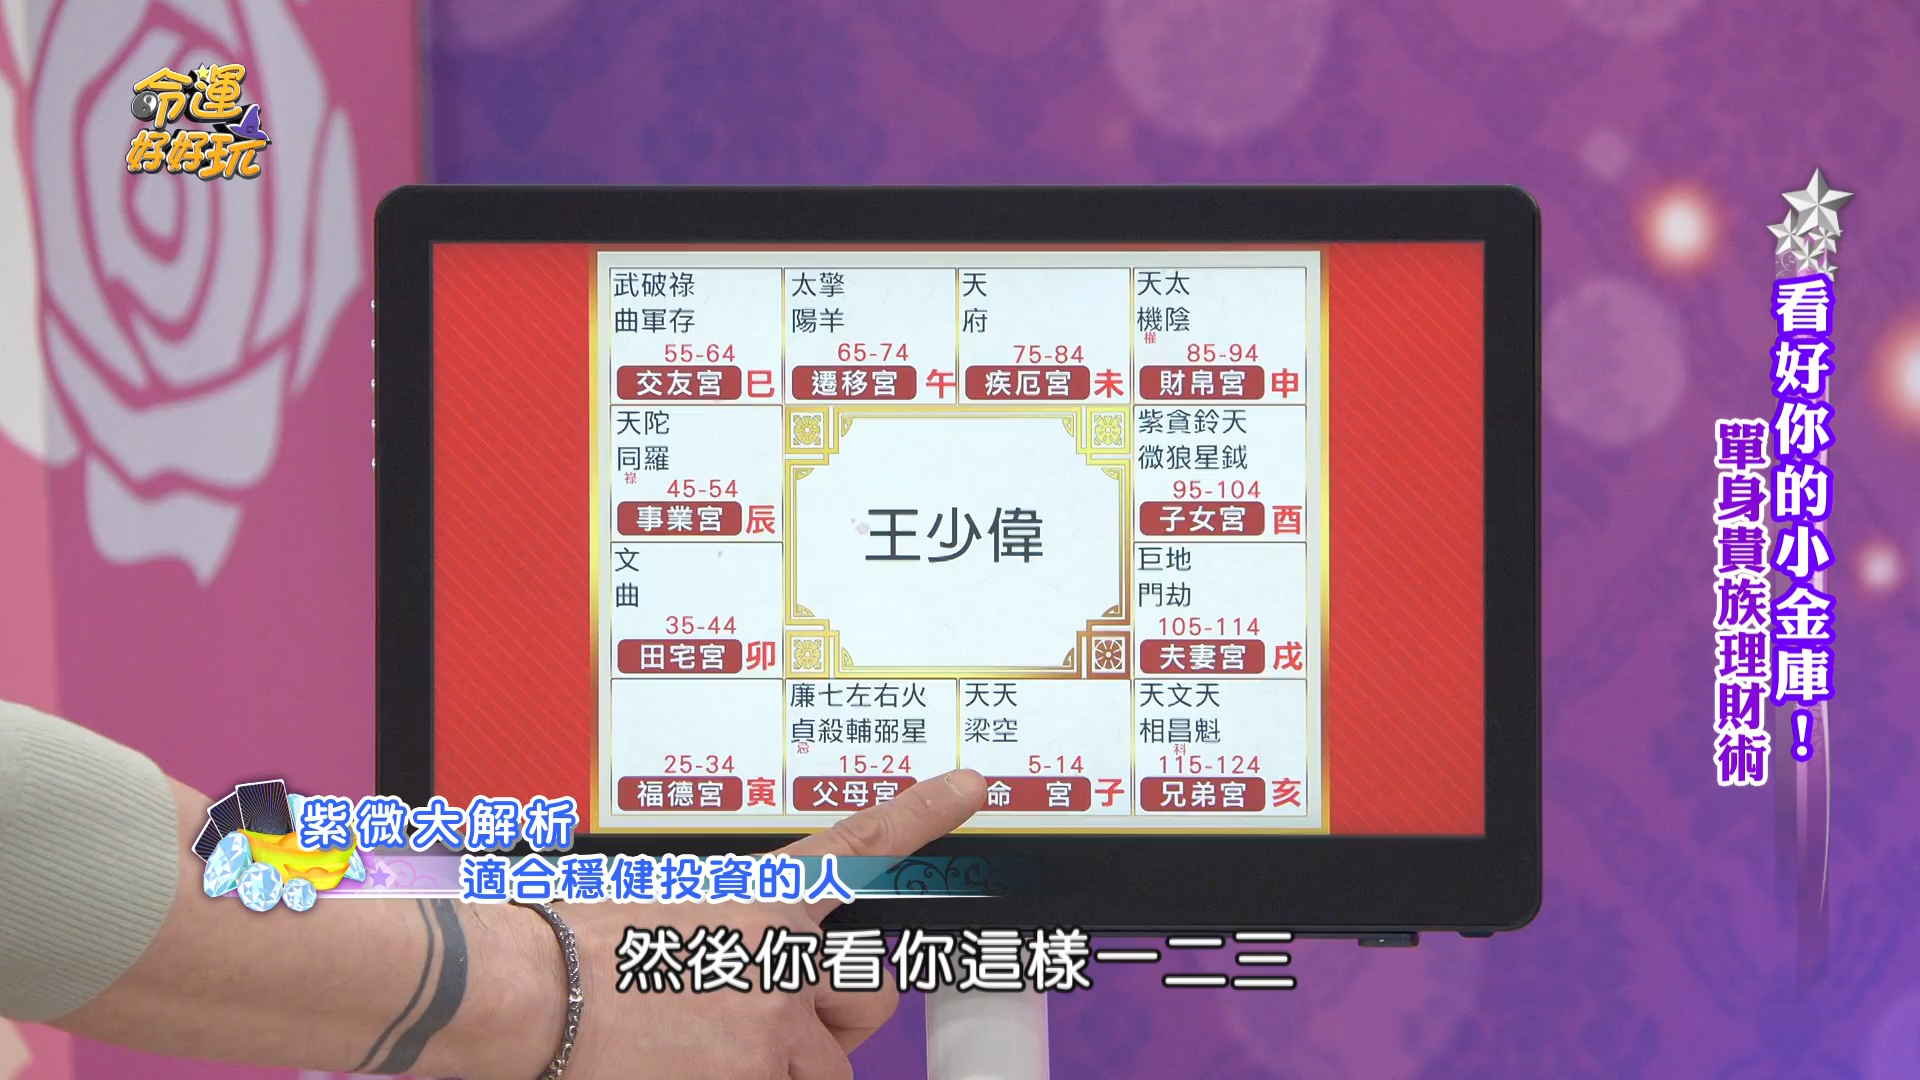 命運
好好玩
看好你的小金庫！
單身貴族理財術
武破祿
曲軍存
55-64
交友宮 巳
太擎
陽羊
65-74
遷移宮 午
天
府
75-84
疾厄宮 未
天太
機陰
權
85-94
財帛宮 申
天陀
同羅
祿
45-54
事業宮 辰
王少偉
紫貪鈴天
微狼星鉞
95-104
子女宮 酉
文
曲
35-44
田宅宮 卯
巨地
門劫
105-114
夫妻宮 戌
25-34
福德宮 寅
廉七左右火
貞殺輔弼星
忌
15-24
父母宮
天天
梁空
5-14
命 宮 子
天文天
相昌魁
科
115-124
兄弟宮 亥
紫微大解析
適合穩健投資的人
然後你看你這樣一二三